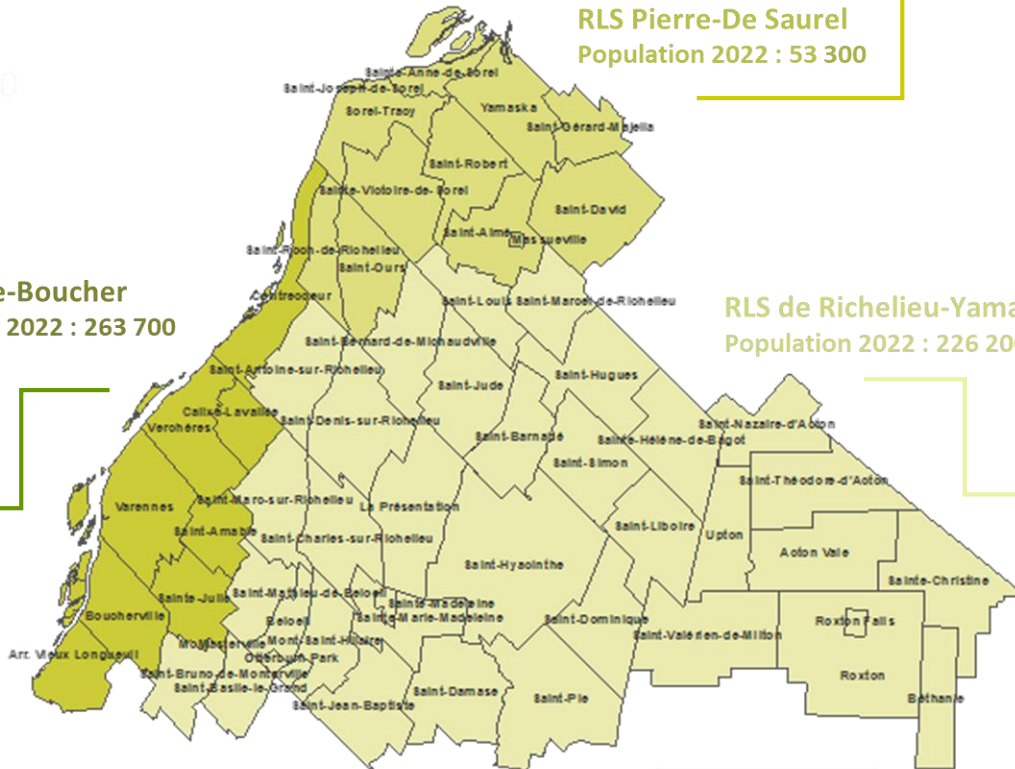 RLS Pierre-De Saurel
Population 2022 : 53 300
Sainte-Anne-de-Sorel
Saint-Joseph-de-Sorel
Sorel-Tracy
Yamaska
Saint-Gérard-Majella
Saint-Robert
Sainte-Victoire-de-Sorel
Saint-David
Saint-Aimé
Massueville
Saint-Roch-de-Richelieu
Saint-Ours
e-Boucher
2022 : 263 700
Contrecoeur
Saint-Louis
Saint-Marcel-de-Richelieu
RLS de Richelieu-Yama
Population 2022 : 226 20
Saint-Bernard-de-Michaudville
Saint-Antoine-sur-Richelieu
Saint-Jude
Saint-Hugues
Calixa-Lavallée
Verchères
Saint-Denis-sur-Richelieu
Saint-Barnabé
Saint-Nazaire-d'Acton
Sainte-Hélène-de-Bagot
Saint-Simon
Saint-Théodore-d'Acton
Varennes
Saint-Marc-sur-Richelieu
La Présentation
Saint-Amable
Saint-Charles-sur-Richelieu
Saint-Liboire
Upton
Acton Vale
Saint-Hyacinthe
Sainte-Christine
Sainte-Julie
Saint-Mathieu-de-Beloeil
Sainte-Madeleine
Boucherville
Beloeil
Sainte-Marie-Madeleine
Saint-Dominique
Roxton Falls
Saint-Valérien-de-Milton
McMasterville
Mont-Saint-Hilaire
Arr. Vieux Longueuil
Otterburn-Park
Saint-Bruno-de-Montarville
Saint-Basile-le-Grand
Roxton
Saint-Damase
Saint-Pie
Béthanie
Saint-Jean-Baptiste